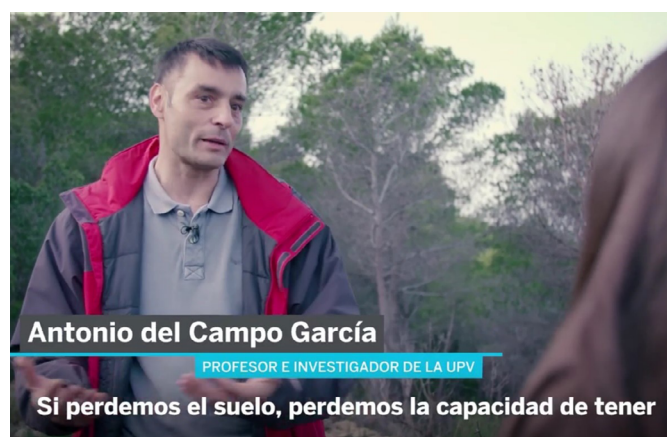 Antonio del Campo García
PROFESOR E INVESTIGADOR DE LA UPV
Si perdemos el suelo, perdemos la capacidad de tener